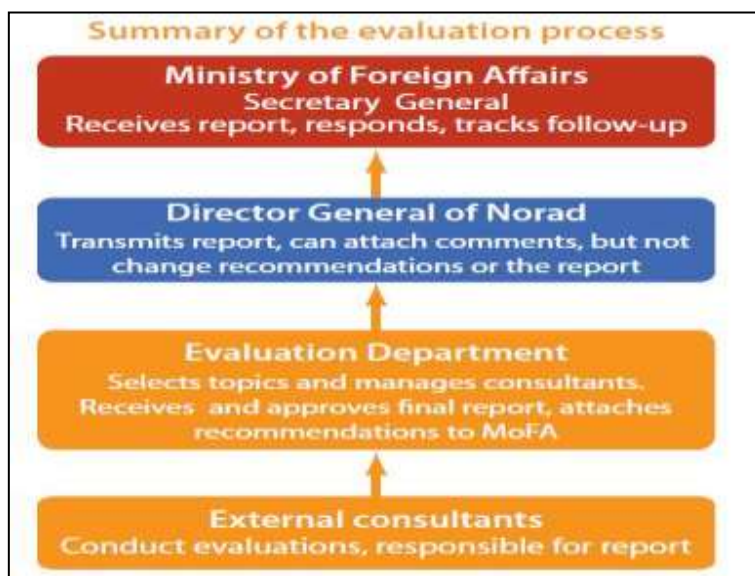 Summary of the evaluation process
Ministry of Foreign Affairs
Secretary General
Receives report, responds, tracks follow-up
Director General of Norad
Transmits report, can attach comments, but not
change recommendations or the report
Evaluation Department
Selects topics and manages consultants.
Receives and approves final report, attaches
recommendations to MoFA
External consultants
Conduct evaluations, responsible for report